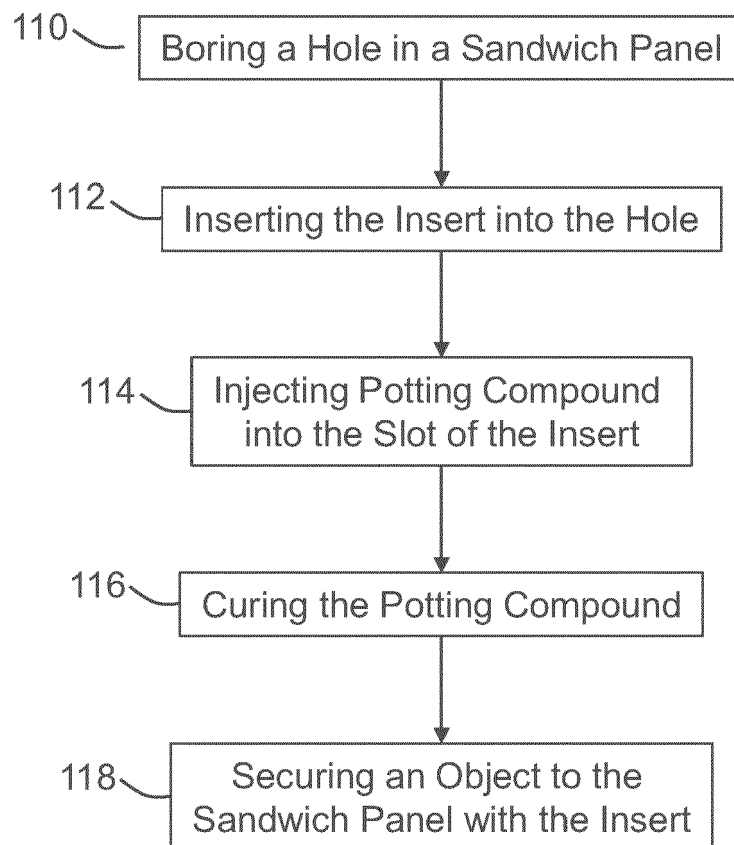 110
Boring a Hole in a Sandwich Panel
112
Inserting the Insert into the Hole
114
Injecting Potting Compound
into the Slot of the Insert
116
Curing the Potting Compound
118
Securing an Object to the
Sandwich Panel with the Insert